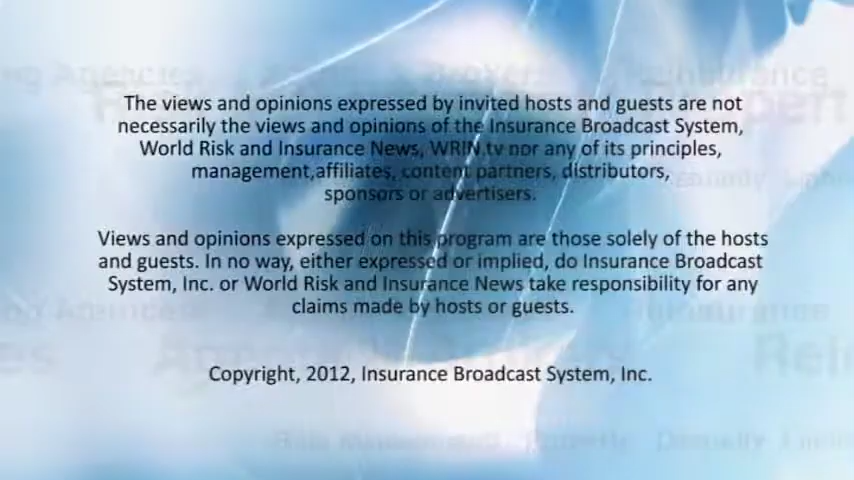 The views and opinions expressed by invited hosts and guests are not
necessarily the views and opinions of the Insurance Broadcast System,
World Risk and Insurance News, WRIN.tv nor any of its principles,
management,affiliates, content partners, distributors,
sponsors or advertisers.
Views and opinions expressed on this program are those solely of the hosts
and guests. In no way, either expressed or implied, do Insurance Broadcast
System, Inc. or World Risk and Insurance News take responsibility for any
claims made by hosts or guests.
Copyright, 2012, Insurance Broadcast System, Inc.